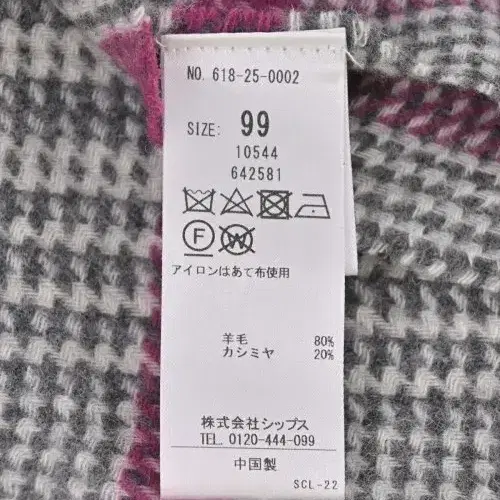 NO. 618-25-0002
SIZE: 99
10544
642581
F W
アイロンはあて布使用
羊毛 80%
カシミヤ 20%
株式会社シップス
TEL. 0120-444-099
中国製
SCL-22